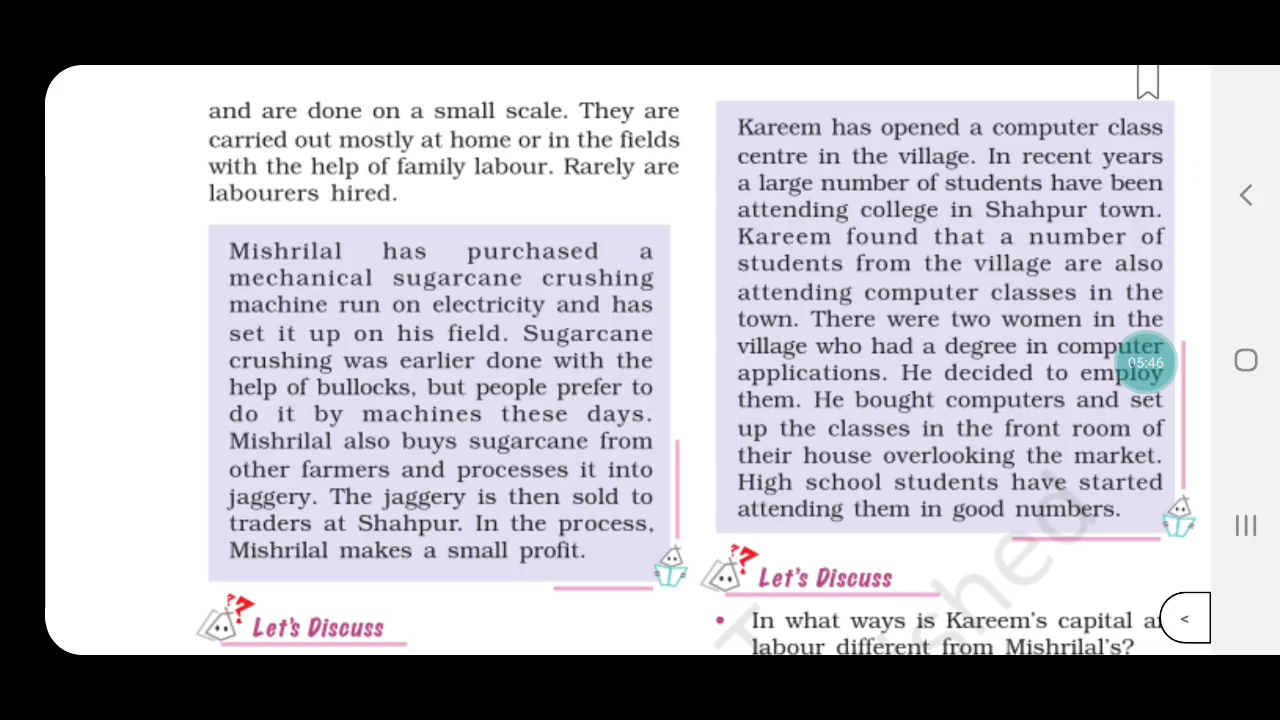 and are done on a small scale. They are
carried out mostly at home or in the fields
with the help of family labour. Rarely are
labourers hired.
Mishrilal has purchased a
mechanical sugarcane crushing
machine run on electricity and has
set it up on his field. Sugarcane
crushing was earlier done with the
help of bullocks, but people prefer to
do it by machines these days.
Mishrilal also buys sugarcane from
other farmers and processes it into
jaggery. The jaggery is then sold to
traders at Shahpur. In the process,
Mishrilal makes a small profit.
Let's Discuss
Kareem has opened a computer class
centre in the village. In recent years
a large number of students have been
attending college in Shahpur town.
Kareem found that a number of
students from the village are also
attending computer classes in the
town. There were two women in the
village who had a degree in computer
applications. He decided to employ
them. He bought computers and set
up the classes in the front room of
their house overlooking the market.
High school students have started
attending them in good numbers.
Let's Discuss
• In what ways is Kareem's capital
labour different from Mishrilal's?
05:46